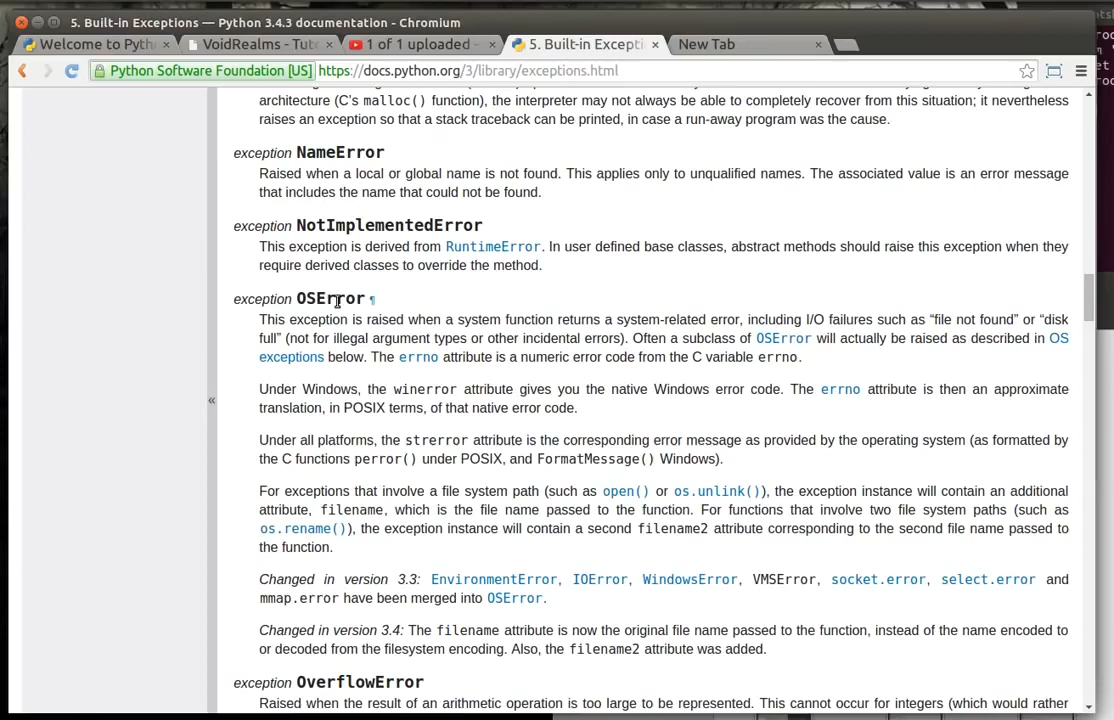 5. Built-in Exceptions — Python 3.4.3 documentation - Chromium
Welcome to Pyth
VoidRealms - Tut
1 of 1 uploaded -
5. Built-in Excepti
New Tab
Python Software Foundation [US] https://docs.python.org/3/library/exceptions.html
architecture (C's malloc() function), the interpreter may not always be able to completely recover from this situation; it nevertheless
raises an exception so that a stack traceback can be printed, in case a run-away program was the cause.
exception NameError
Raised when a local or global name is not found. This applies only to unqualified names. The associated value is an error message
that includes the name that could not be found.
exception NotImplementedError
This exception is derived from RuntimeError. In user defined base classes, abstract methods should raise this exception when they
require derived classes to override the method.
exception OSError ¶
This exception is raised when a system function returns a system-related error, including I/O failures such as “file not found” or “disk
full” (not for illegal argument types or other incidental errors). Often a subclass of OSError will actually be raised as described in OS
exceptions below. The errno attribute is a numeric error code from the C variable errno.
Under Windows, the winerror attribute gives you the native Windows error code. The errno attribute is then an approximate
translation, in POSIX terms, of that native error code.
«
Under all platforms, the strerror attribute is the corresponding error message as provided by the operating system (as formatted by
the C functions perror() under POSIX, and FormatMessage() Windows).
For exceptions that involve a file system path (such as open() or os.unlink()), the exception instance will contain an additional
attribute, filename, which is the file name passed to the function. For functions that involve two file system paths (such as
os.rename()), the exception instance will contain a second filename2 attribute corresponding to the second file name passed to
the function.
Changed in version 3.3: EnvironmentError, IOError, WindowsError, VMSError, socket.error, select.error and
mmap.error have been merged into OSError.
Changed in version 3.4: The filename attribute is now the original file name passed to the function, instead of the name encoded to
or decoded from the filesystem encoding. Also, the filename2 attribute was added.
exception OverflowError
Raised when the result of an arithmetic operation is too large to be represented. This cannot occur for integers (which would rather